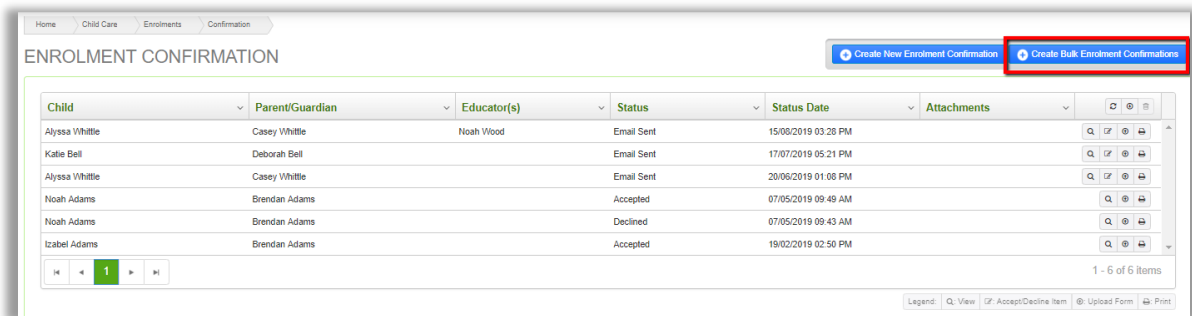 Home Child Care Enrolments Confirmation
ENROLMENT CONFIRMATION
Create New Enrolment Confirmation Create Bulk Enrolment Confirmations
Child Parent/Guardian Educator(s) Status Status Date Attachments
Alyssa Whittle Casey Whittle Noah Wood Email Sent 15/08/2019 03:28 PM
Katie Bell Deborah Bell Email Sent 17/07/2019 05:21 PM
Alyssa Whittle Casey Whittle Email Sent 20/06/2019 01:08 PM
Noah Adams Brendan Adams Accepted 07/05/2019 09:49 AM
Noah Adams Brendan Adams Declined 07/05/2019 09:43 AM
Izabel Adams Brendan Adams Accepted 19/02/2019 02:50 PM
1 1 - 6 of 6 items
Legend: : View : Accept/Decline Item : Upload Form : Print